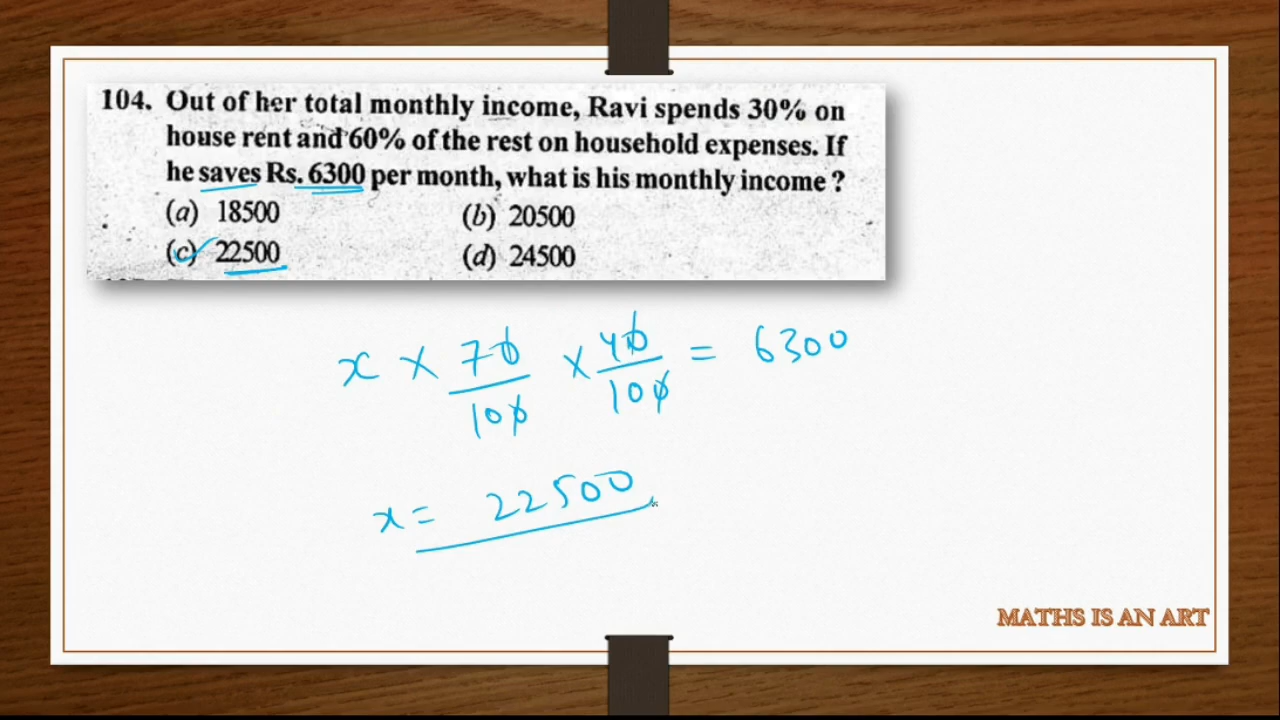 104. Out of her total monthly income, Ravi spends 30% on
house rent and 60% of the rest on household expenses. If
he saves Rs. 6300 per month, what is his monthly income ?
(a) 18500 (b) 20500
(c) 22500 (d) 24500
x × 70/100 × 40/100 = 6300
x = 22500
MATHS IS AN ART